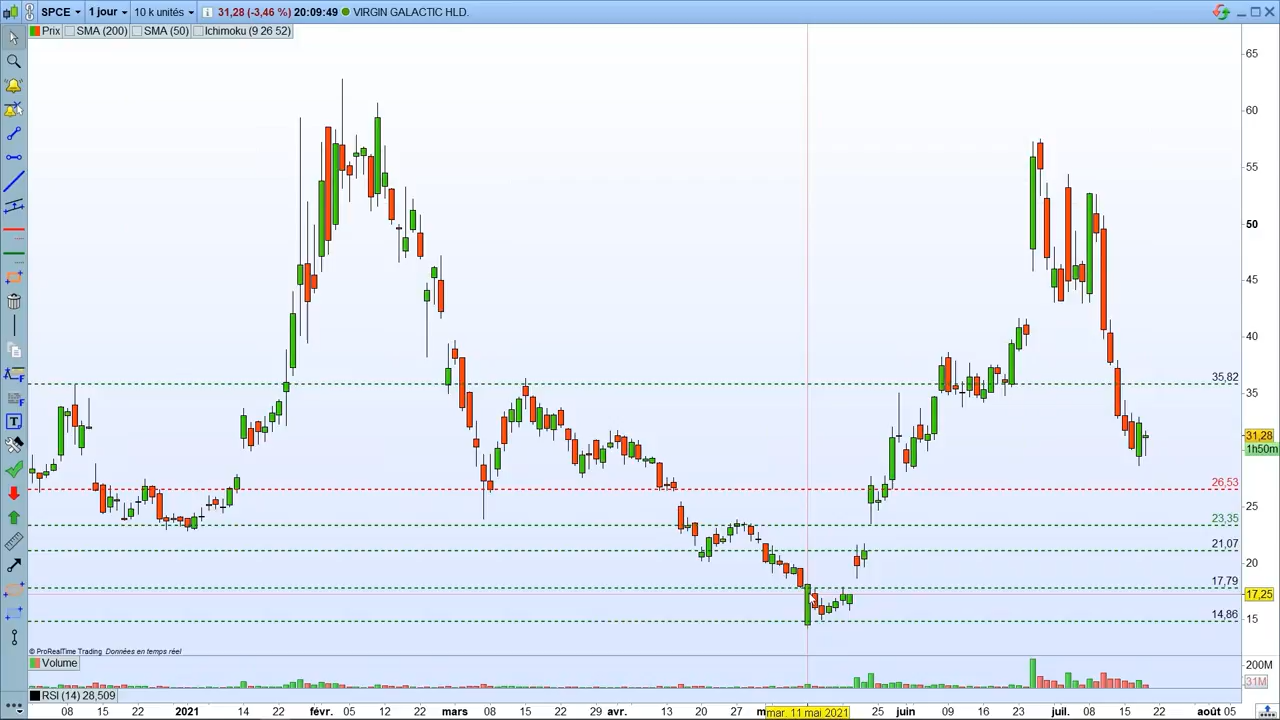 SPCE 1 jour 10 k unités 31,28 (-3,46 %) 20:09:49 VIRGIN GALACTIC HLD.
Prix SMA (200) SMA (50) Ichimoku (9 26 52)
65
60
55
50
45
40
35,82
35
31,28
1h50m
26,53
25
23,35
21,07
20
17,79
17,25
14,86
15
© ProRealTime Trading Données en temps réel
Volume
200M
31M
RSI (14) 28,509
08 15 22 2021 14 22 févr. 05 12 22 mars 08 15 22 29 avr. 13 20 27 m mar. 11 mai 2021 25 juin 09 16 23 juil. 08 15 22 août 05